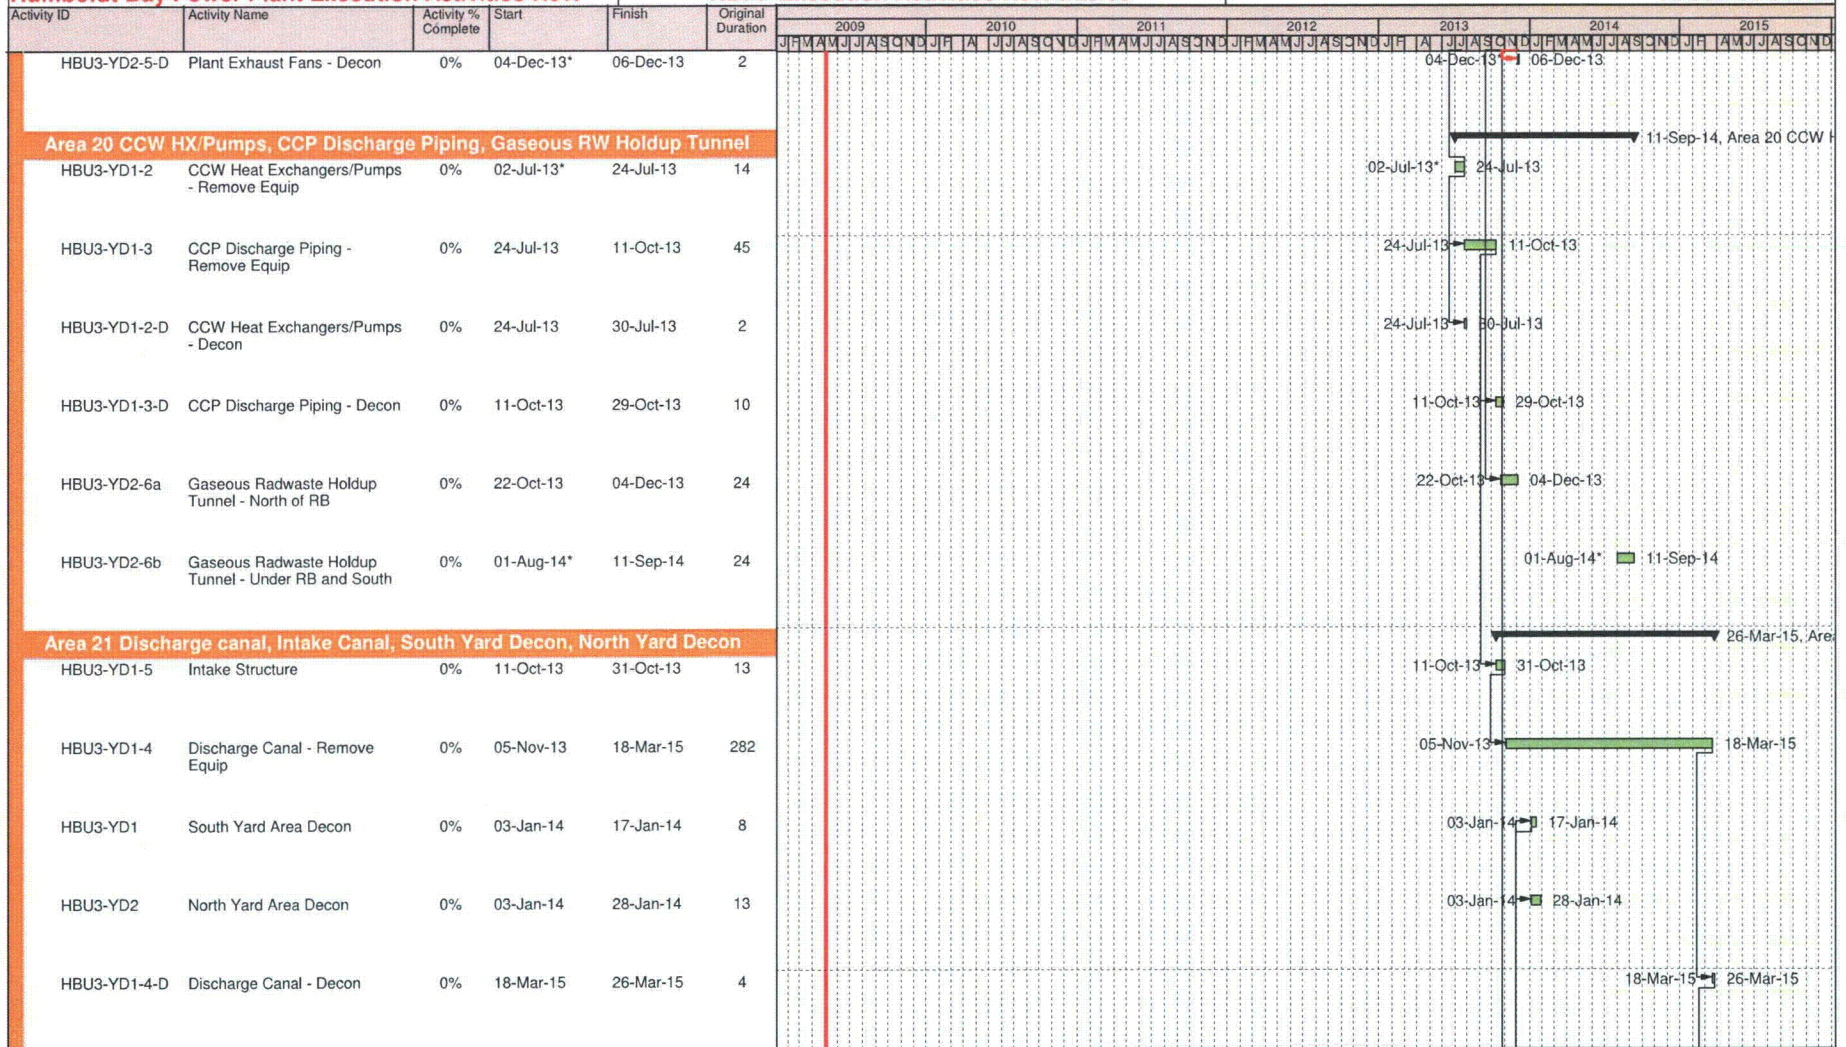 Activity ID Activity Name Activity % Complete Start Finish Original Duration
2009 2010 2011 2012 2013 2014 2015
HBU3-YD2-5-D Plant Exhaust Fans - Decon 0% 04-Dec-13* 06-Dec-13 2
04-Dec-13* 06-Dec-13
Area 20 CCW HX/Pumps, CCP Discharge Piping, Gaseous RW Holdup Tunnel
11-Sep-14, Area 20 CCW H
HBU3-YD1-2 CCW Heat Exchangers/Pumps 0% 02-Jul-13* 24-Jul-13 14
- Remove Equip
02-Jul-13* 24-Jul-13
HBU3-YD1-3 CCP Discharge Piping - 0% 24-Jul-13 11-Oct-13 45
Remove Equip
24-Jul-13 11-Oct-13
HBU3-YD1-2-D CCW Heat Exchangers/Pumps 0% 24-Jul-13 30-Jul-13 2
- Decon
24-Jul-13 30-Jul-13
HBU3-YD1-3-D CCP Discharge Piping - Decon 0% 11-Oct-13 29-Oct-13 10
11-Oct-13 29-Oct-13
HBU3-YD2-6a Gaseous Radwaste Holdup 0% 22-Oct-13 04-Dec-13 24
Tunnel - North of RB
22-Oct-13 04-Dec-13
HBU3-YD2-6b Gaseous Radwaste Holdup 0% 01-Aug-14* 11-Sep-14 24
Tunnel - Under RB and South
01-Aug-14* 11-Sep-14
Area 21 Discharge canal, Intake Canal, South Yard Decon, North Yard Decon
26-Mar-15, Area
HBU3-YD1-5 Intake Structure 0% 11-Oct-13 31-Oct-13 13
11-Oct-13 31-Oct-13
HBU3-YD1-4 Discharge Canal - Remove 0% 05-Nov-13 18-Mar-15 282
Equip
05-Nov-13 18-Mar-15
HBU3-YD1 South Yard Area Decon 0% 03-Jan-14 17-Jan-14 8
03-Jan-14 17-Jan-14
HBU3-YD2 North Yard Area Decon 0% 03-Jan-14 28-Jan-14 13
03-Jan-14 28-Jan-14
HBU3-YD1-4-D Discharge Canal - Decon 0% 18-Mar-15 26-Mar-15 4
18-Mar-15 26-Mar-15